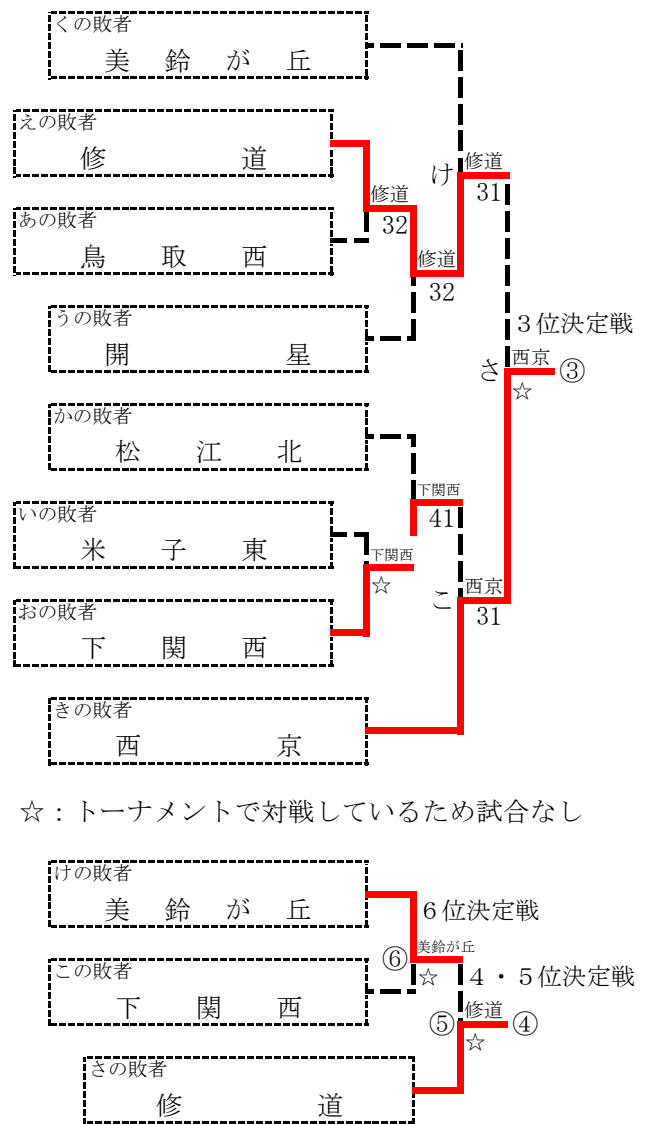 くの敗者
美鈴が丘
えの敗者
修道
修道
け
31
修道
32
あの敗者
鳥取西
修道
32
うの敗者
開星
3位決定戦
西京
③
さ
☆
かの敗者
松江北
下関西
41
いの敗者
米子東
下関西
☆
西京
こ
31
おの敗者
下関西
きの敗者
西京
☆：トーナメントで対戦しているため試合なし
けの敗者
美鈴が丘
6位決定戦
美鈴が丘
⑥
☆
この敗者
下関西
4・5位決定戦
修道
⑤
④
☆
さの敗者
修道